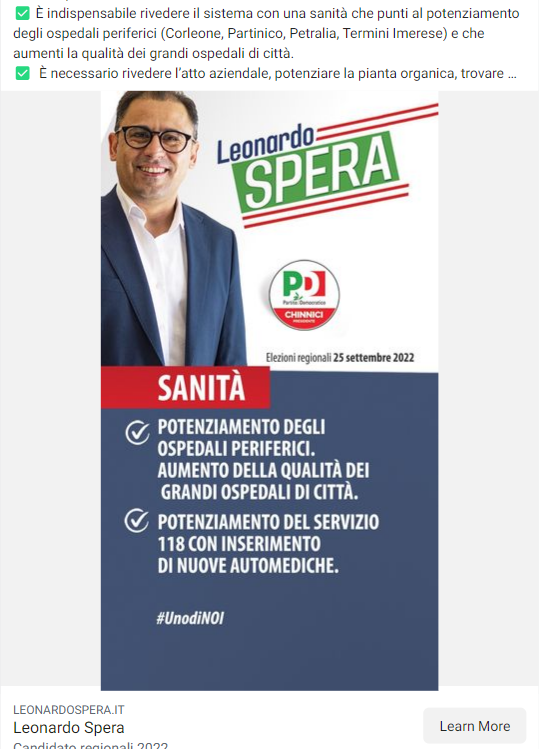 ✅ È indispensabile rivedere il sistema con una sanità che punti al potenziamento
degli ospedali periferici (Corleone, Partinico, Petralia, Termini Imerese) e che
aumenti la qualità dei grandi ospedali di città.
✅ È necessario rivedere l'atto aziendale, potenziare la pianta organica, trovare ...
Leonardo
SPERA
PD
Partito Democratico
CHINNICI
PRESIDENTE
Elezioni regionali 25 settembre 2022
SANITÀ
POTENZIAMENTO DEGLI
OSPEDALI PERIFERICI.
AUMENTO DELLA QUALITÀ DEI
GRANDI OSPEDALI DI CITTÀ.
POTENZIAMENTO DEL SERVIZIO
118 CON INSERIMENTO
DI NUOVE AUTOMEDICHE.
#UnodiNOI
LEONARDOSPERA.IT
Leonardo Spera
Learn More
Candidato regionali 2022